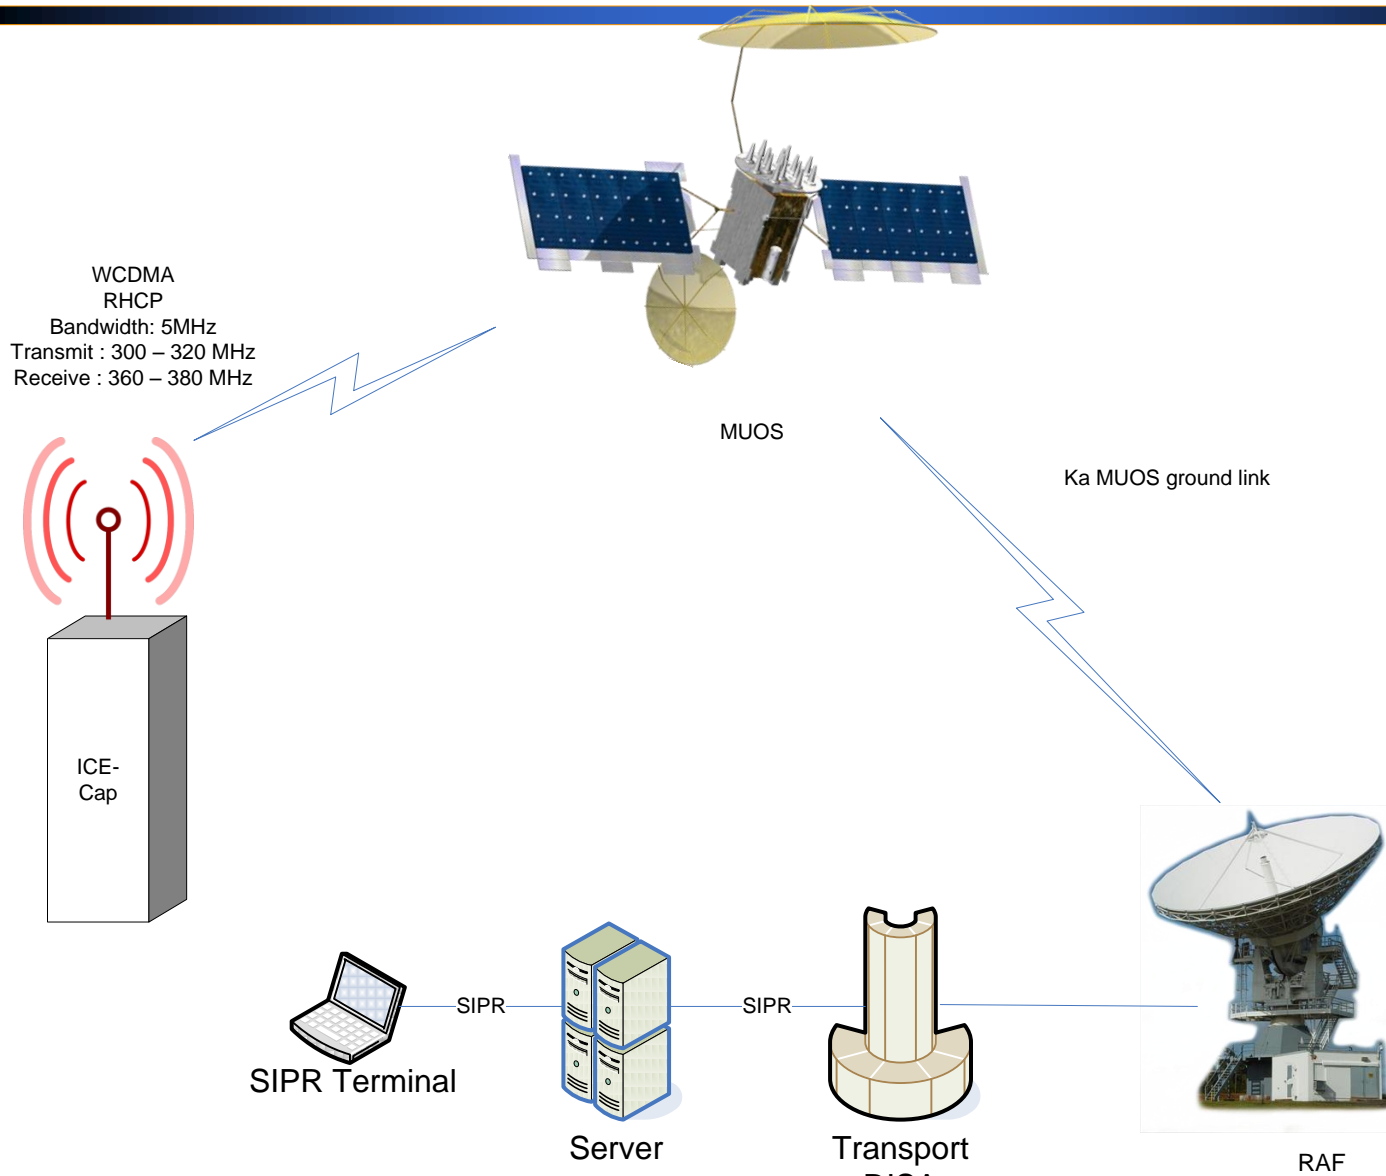 WCDMA
RHCP
Bandwidth: 5MHz
Transmit : 300 – 320 MHz
Receive : 360 – 380 MHz
MUOS
Ka MUOS ground link
ICE-
Cap
SIPR
SIPR
SIPR Terminal
Server
Transport
RAF